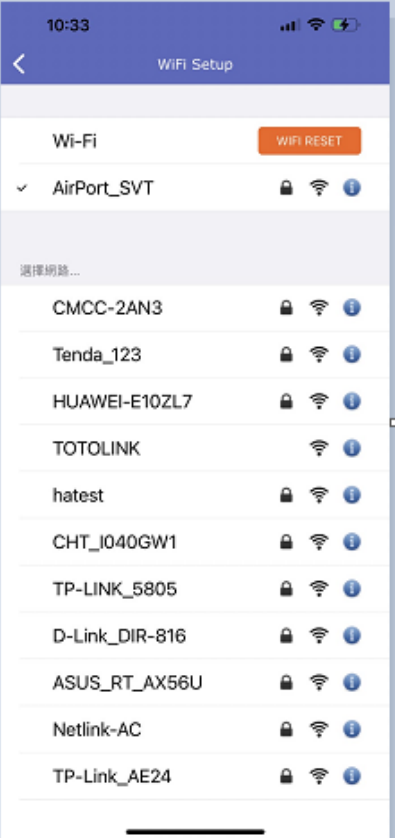 10:33
WiFi Setup
Wi-Fi
WIFI RESET
AirPort_SVT
選擇網路...
CMCC-2AN3
Tenda_123
HUAWEI-E10ZL7
TOTOLINK
hatest
CHT_I040GW1
TP-LINK_5805
D-Link_DIR-816
ASUS_RT_AX56U
Netlink-AC
TP-Link_AE24